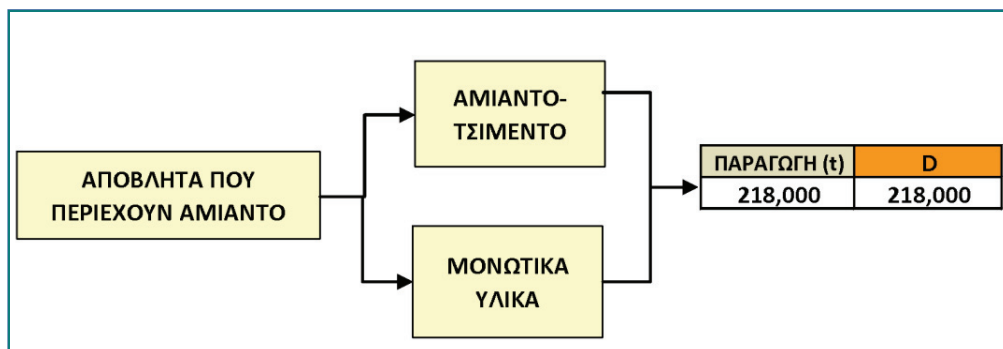 ΑΠΟΒΛΗΤΑ ΠΟΥ
ΠΕΡΙΕΧΟΥΝ ΑΜΙΑΝΤΟ
ΑΜΙΑΝΤΟ-
ΤΣΙΜΕΝΤΟ
ΜΟΝΩΤΙΚΑ
ΥΛΙΚΑ
ΠΑΡΑΓΩΓΗ (t) D
218,000 218,000